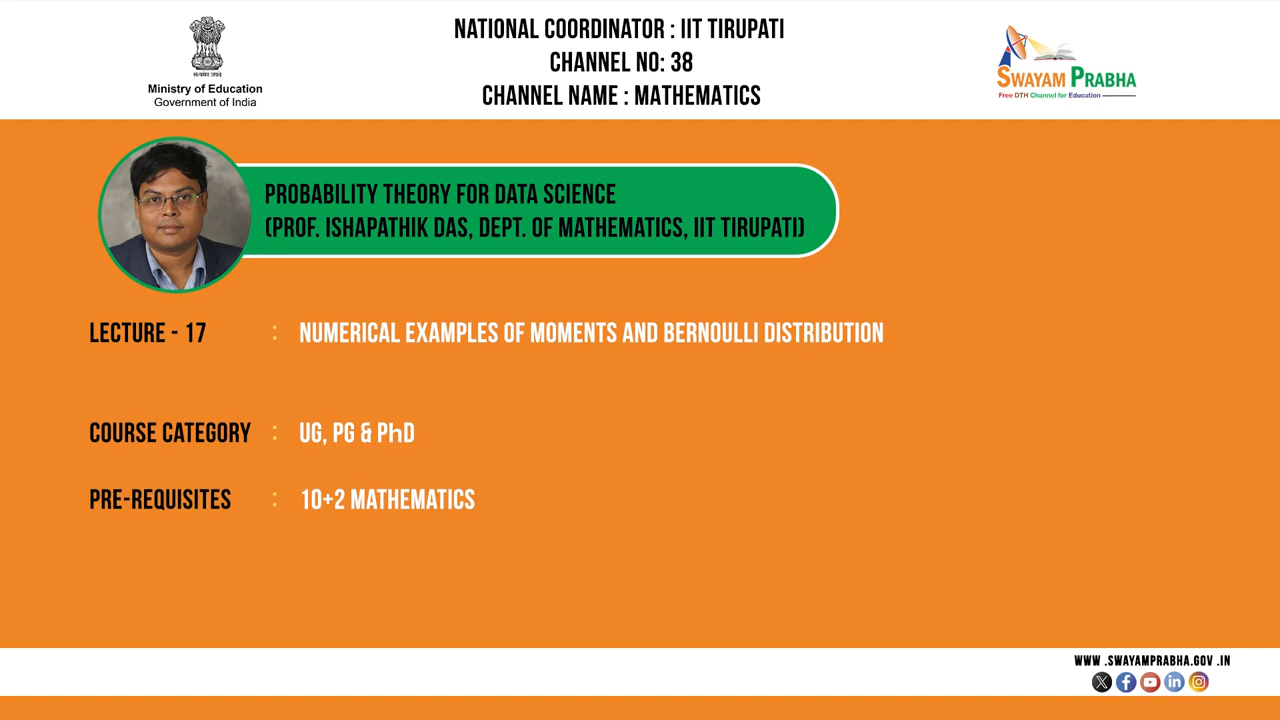 NATIONAL COORDINATOR : IIT TIRUPATI
CHANNEL NO: 38
CHANNEL NAME : MATHEMATICS
सत्यमेव जयते
Ministry of Education
Government of India
SWAYAM PRABHA
Free DTH Channel for Education
PROBABILITY THEORY FOR DATA SCIENCE
(PROF. ISHAPATHIK DAS, DEPT. OF MATHEMATICS, IIT TIRUPATI)
LECTURE - 17 : NUMERICAL EXAMPLES OF MOMENTS AND BERNOULLI DISTRIBUTION
COURSE CATEGORY : UG, PG & PhD
PRE-REQUISITES : 10+2 MATHEMATICS
WWW .SWAYAMPRABHA.GOV .IN